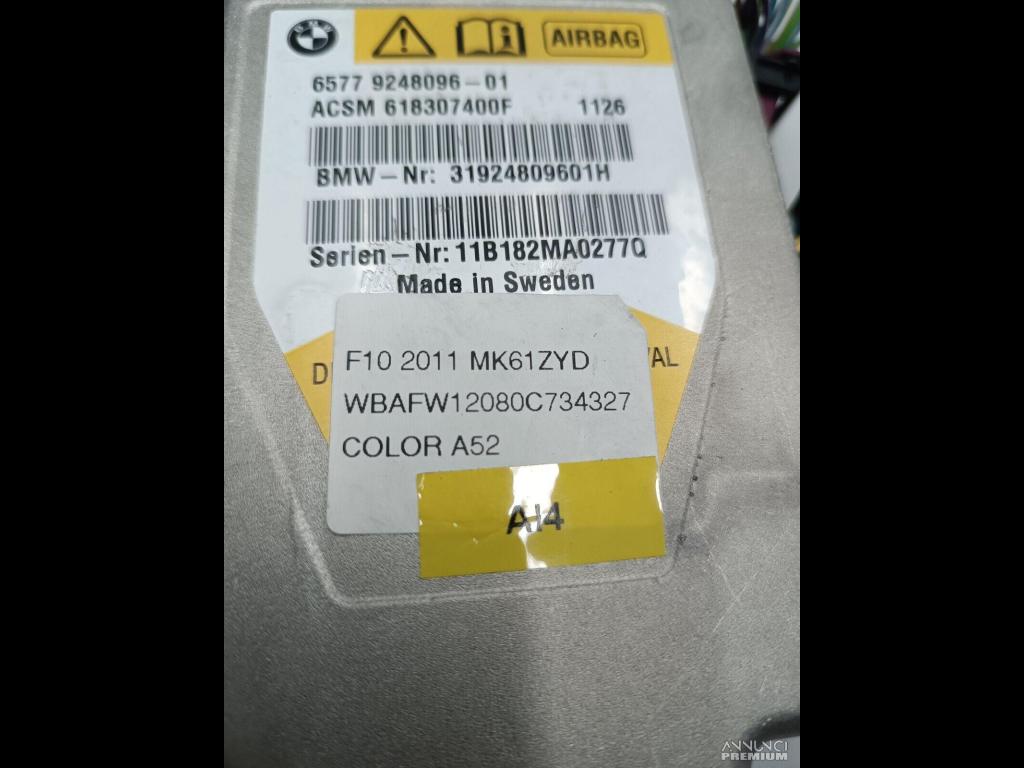 BMW
AIRBAG
6577 9248096-01
ACSM 618307400F 1126
BMW-Nr: 31924809601H
Serien-Nr: 11B182MA0277Q
Made in Sweden
F10 2011 MK61ZYD
WBAFW12080C734327
COLOR A52
AI4
ANNUNCI
PREMIUM